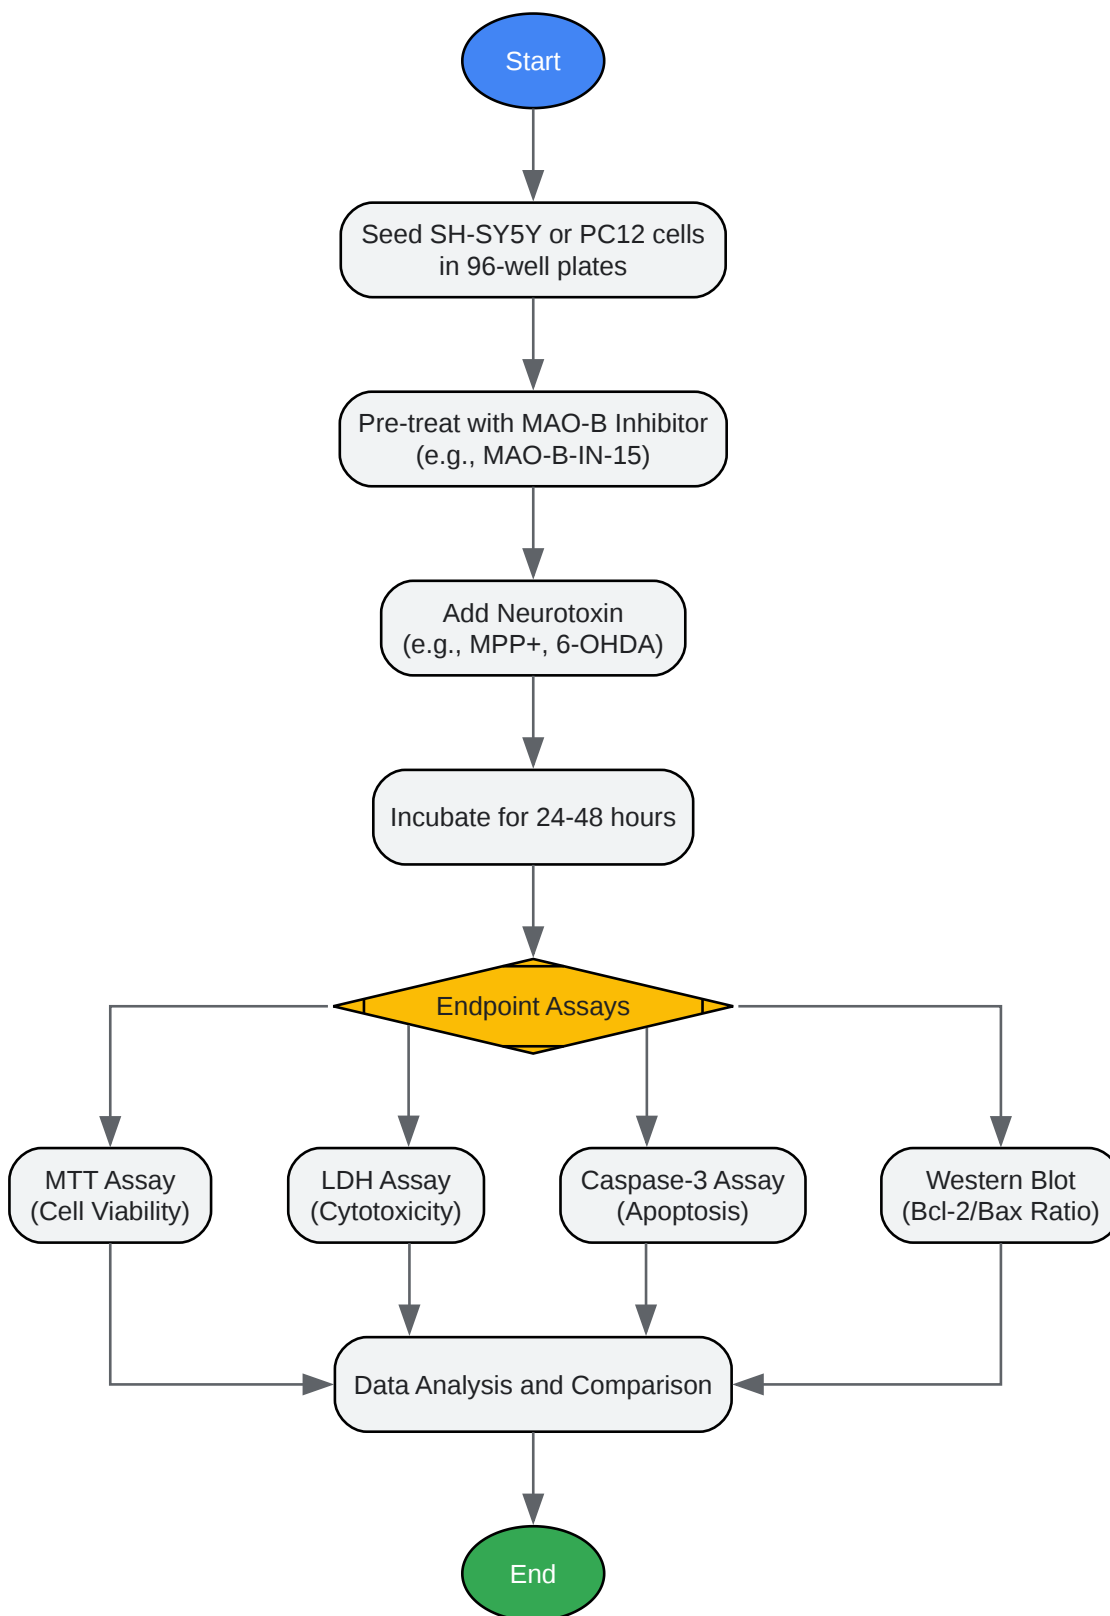 Start
Seed SH-SY5Y or PC12 cells
in 96-well plates
Pre-treat with MAO-B Inhibitor
(e.g., MAO-B-IN-15)
Add Neurotoxin
(e.g., MPP+, 6-OHDA)
Incubate for 24-48 hours
Endpoint Assays
MTT Assay
(Cell Viability)
LDH Assay
(Cytotoxicity)
Caspase-3 Assay
(Apoptosis)
Western Blot
(Bcl-2/Bax Ratio)
Data Analysis and Comparison
End